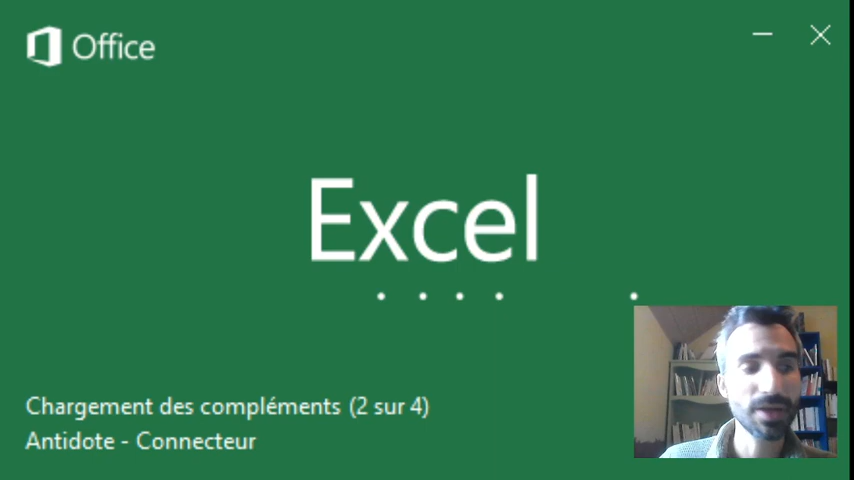 Office
Excel
Chargement des compléments (2 sur 4)
Antidote - Connecteur